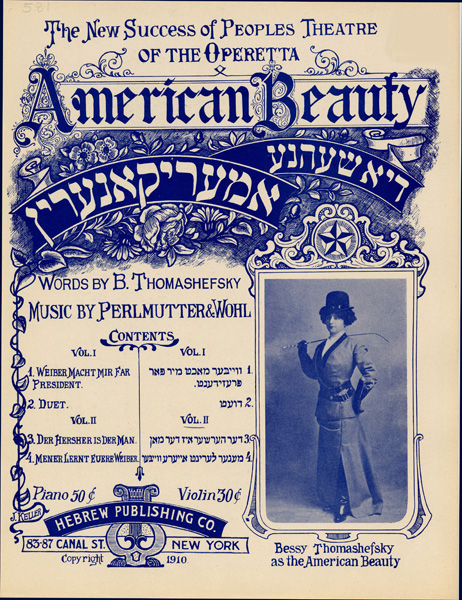 581
The New Success of Peoples Theatre
of the Operetta
American Beauty
דיא שעהנע
אמעריקאנערין
Words by B. Thomashefsky
Music by Perlmutter & Wohl
Contents
Vol. I
1. Weiber Macht Mir Far
President.
2. Duet.
Vol. II
3. Der Hersher is Der Man.
4. Mener Lernt Euere Weiber.
Vol. I
1. ווייבער מאכט מיר פאר
פרעזידענט.
2. דועט.
Vol. II
3 דער הערשער איז דער מאן
4. מענער לערינט אייערע ווייבער
Piano 50 ¢ Violin 30 ¢
J. Keller
Hebrew Publishing Co.
83-87 Canal St. New York
Copyright 1910
Bessy Thomashefsky
as the American Beauty